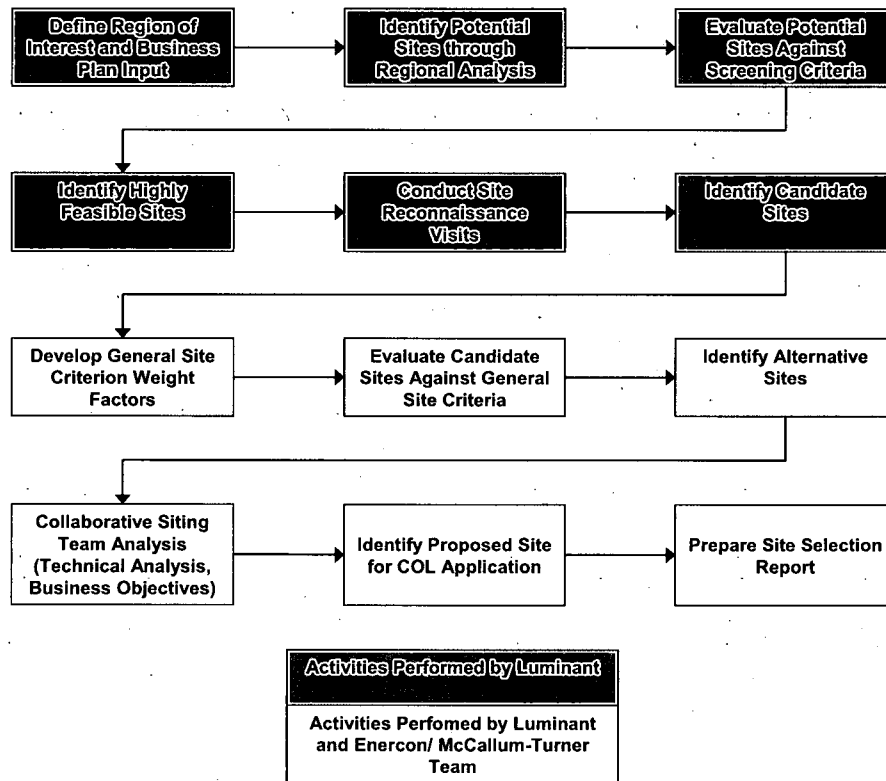 Define Region of
Interest and Business
Plan Input
Identify Potential
Sites through
Regional Analysis
Evaluate Potential
Sites Against
Screening Criteria
Identify Highly
Feasible Sites
Conduct Site
Reconnaissance
Visits
Identify Candidate
Sites
Develop General Site
Criterion Weight
Factors
Evaluate Candidate
Sites Against General
Site Criteria
Identify Alternative
Sites
Collaborative Siting
Team Analysis
(Technical Analysis,
Business Objectives)
Identify Proposed Site
for COL Application
Prepare Site Selection
Report
Activities Performed by Luminant
Activities Perfomed by Luminant
and Enercon/ McCallum-Turner
Team